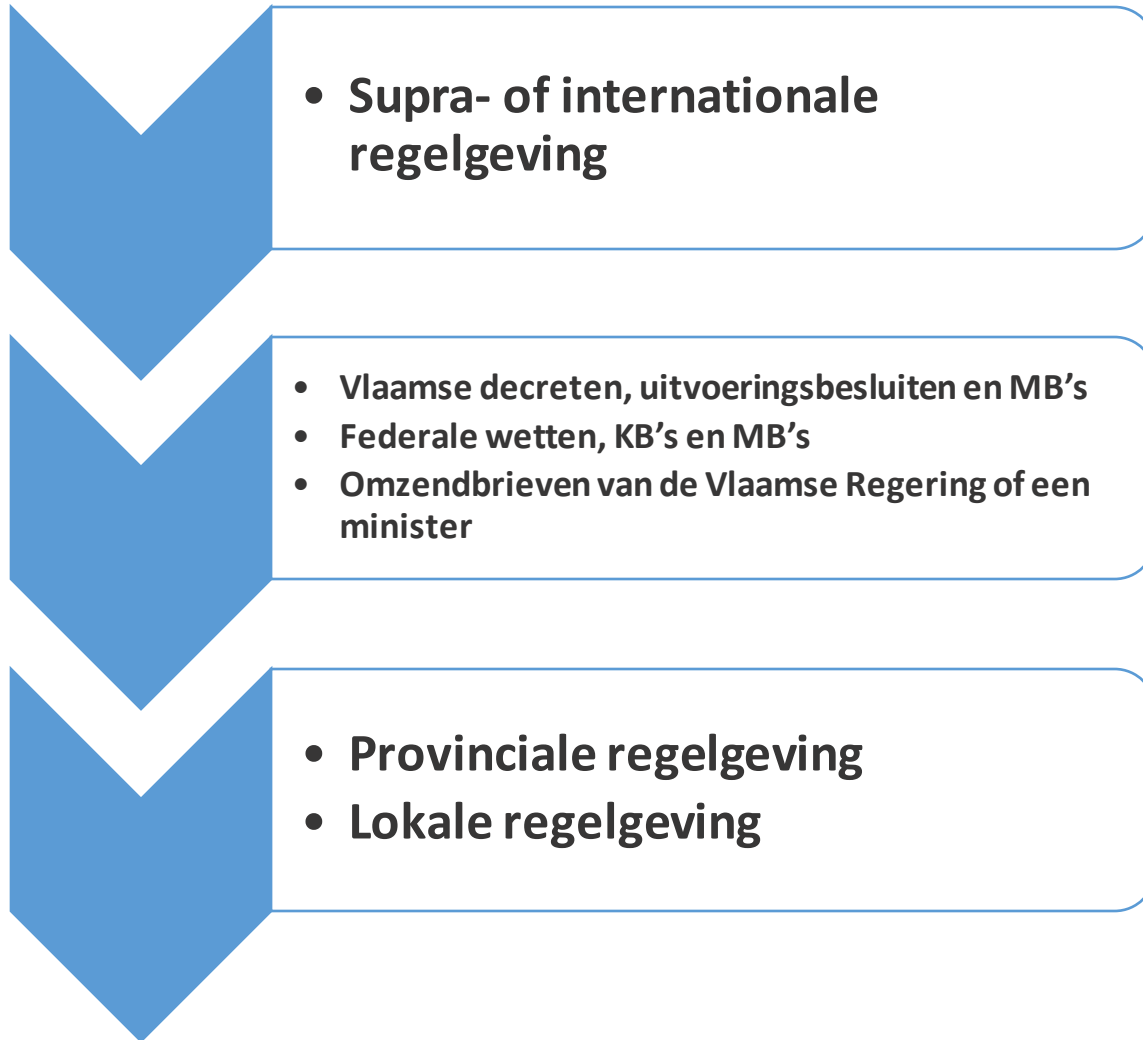 • Supra- of internationale
regelgeving
• Vlaamse decreten, uitvoeringsbesluiten en MB’s
• Federale wetten, KB’s en MB’s
• Omzendbrieven van de Vlaamse Regering of een
minister
• Provinciale regelgeving
• Lokale regelgeving